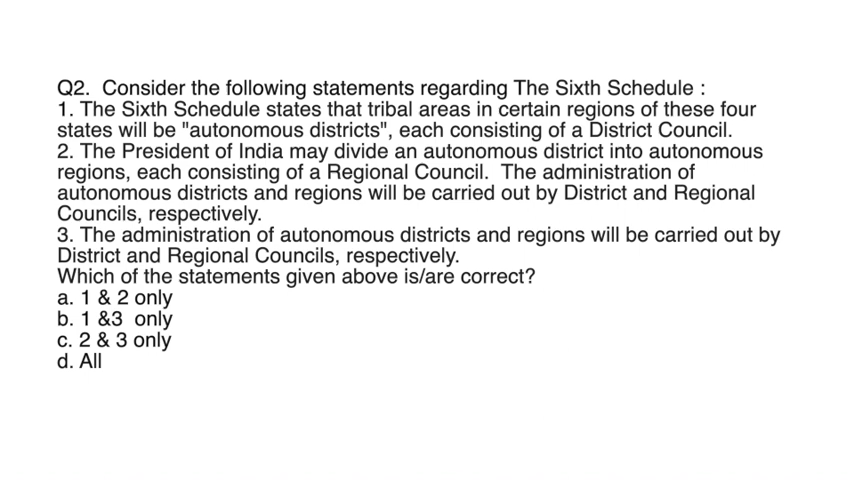 Q2.  Consider the following statements regarding The Sixth Schedule :
1. The Sixth Schedule states that tribal areas in certain regions of these four
states will be "autonomous districts", each consisting of a District Council.
2. The President of India may divide an autonomous district into autonomous
regions, each consisting of a Regional Council.  The administration of
autonomous districts and regions will be carried out by District and Regional
Councils, respectively.
3. The administration of autonomous districts and regions will be carried out by
District and Regional Councils, respectively.
Which of the statements given above is/are correct?
a. 1 & 2 only
b. 1 &3  only
c. 2 & 3 only
d. All